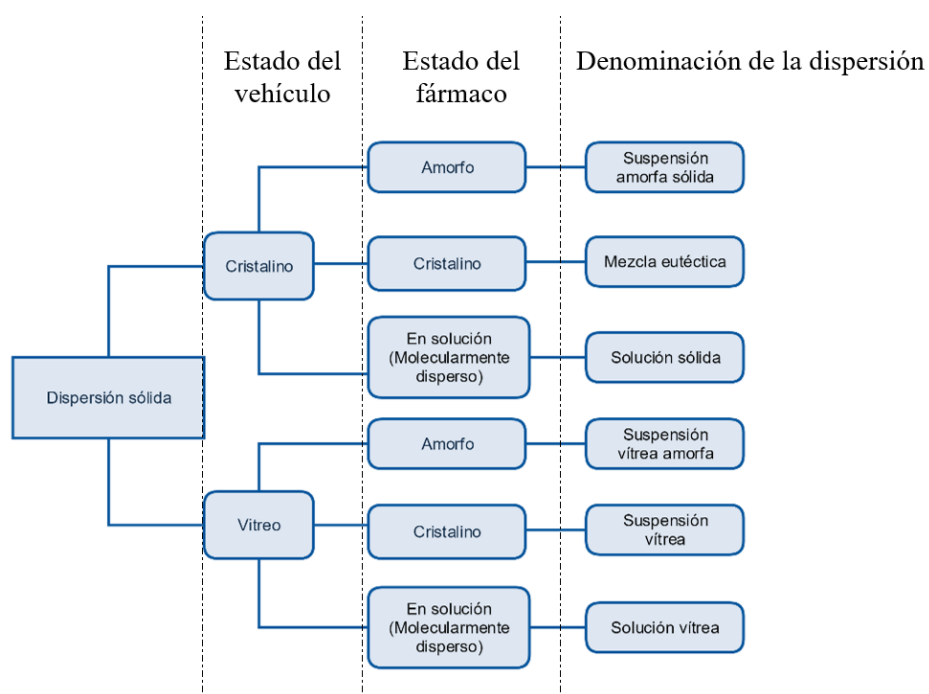 Estado del
vehículo
Estado del
fármaco
Denominación de la dispersión
Dispersión sólida
Cristalino
Amorfo
Suspensión
amorfa sólida
Cristalino
Mezcla eutéctica
En solución
(Molecularmente
disperso)
Solución sólida
Vitreo
Amorfo
Suspensión
vítrea amorfa
Cristalino
Suspensión
vítrea
En solución
(Molecularmente
disperso)
Solución vítrea